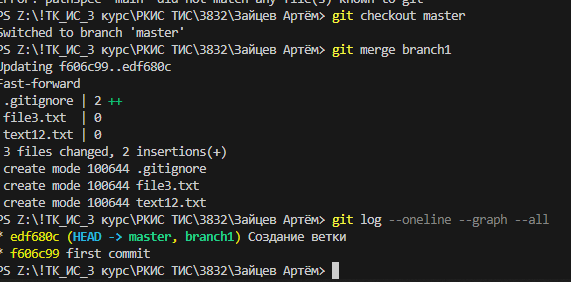 error: pathspec 'main' did not match any file(s) known to git
PS Z:\!ТК_ИС_3 курс\РКИС ТИС\3832\Зайцев Артём> git checkout master
Switched to branch 'master'
PS Z:\!ТК_ИС_3 курс\РКИС ТИС\3832\Зайцев Артём> git merge branch1
Updating f606c99..edf680c
Fast-forward
.gitignore | 2 ++
file3.txt | 0
text12.txt | 0
3 files changed, 2 insertions(+)
create mode 100644 .gitignore
create mode 100644 file3.txt
create mode 100644 text12.txt
PS Z:\!ТК_ИС_3 курс\РКИС ТИС\3832\Зайцев Артём> git log --oneline --graph --all
* edf680c (HEAD -> master, branch1) Создание ветки
* f606c99 first commit
PS Z:\!ТК_ИС_3 курс\РКИС ТИС\3832\Зайцев Артём>